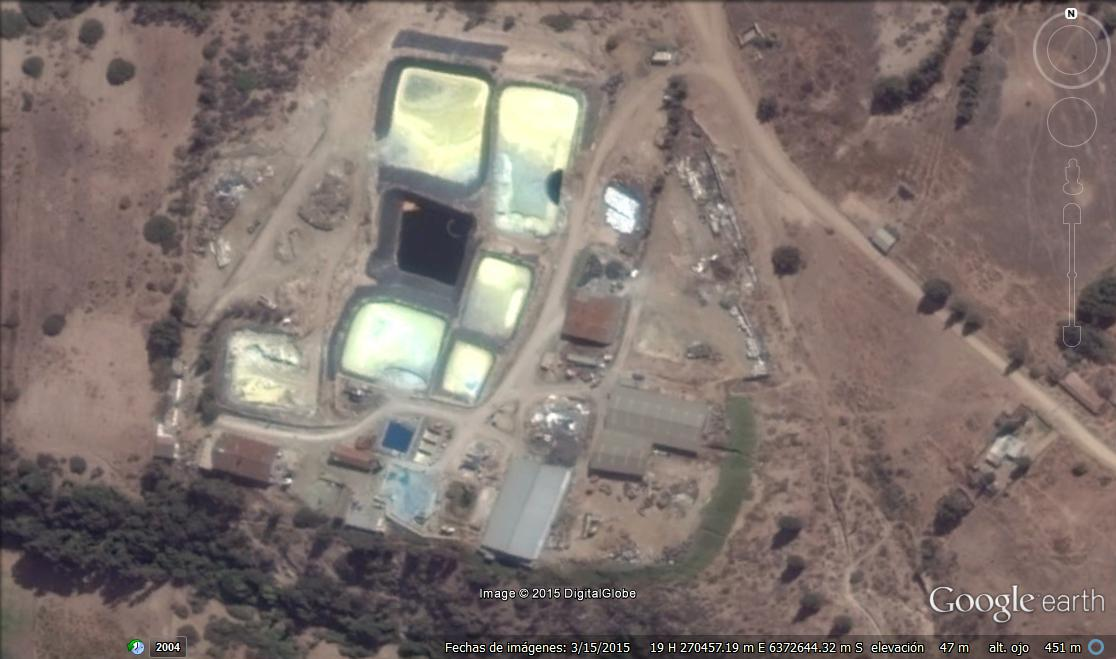 N
Image © 2015 DigitalGlobe
Google earth
2004
Fechas de imágenes: 3/15/2015 19 H 270457.19 m E 6372644.32 m S elevación 47 m alt. ojo 451 m